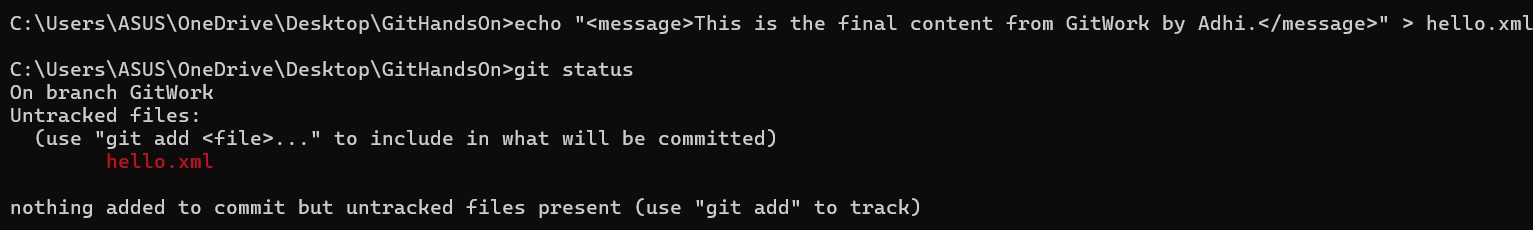 C:\Users\ASUS\OneDrive\Desktop\GitHandsOn>echo "<message>This is the final content from GitWork by Adhi.</message>" > hello.xml
C:\Users\ASUS\OneDrive\Desktop\GitHandsOn>git status
On branch GitWork
Untracked files:
  (use "git add <file>..." to include in what will be committed)
        hello.xml
nothing added to commit but untracked files present (use "git add" to track)